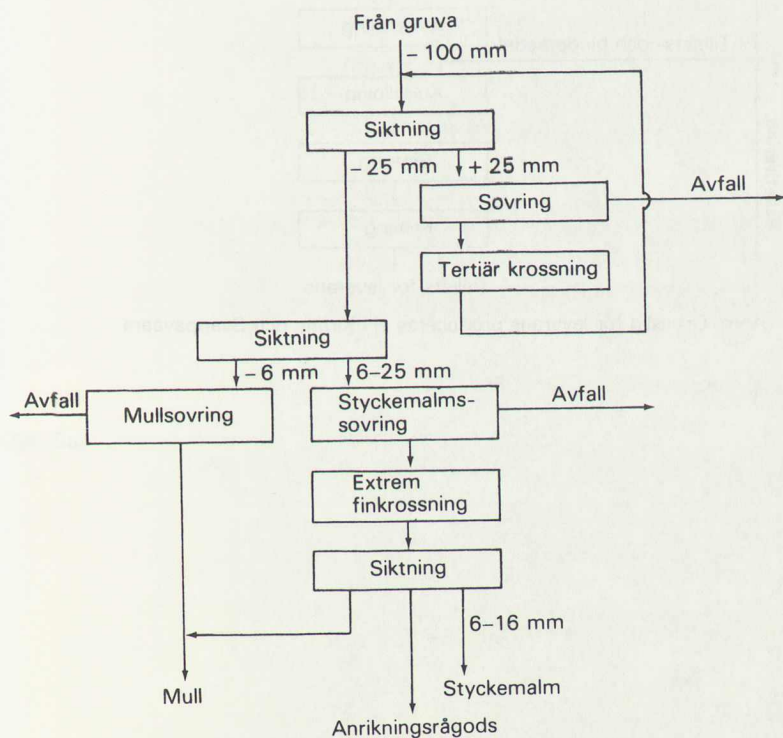 Från gruva
– 100 mm
Siktning
– 25 mm
+ 25 mm
Sovring
Avfall
Tertiär krossning
Siktning
– 6 mm
6–25 mm
Avfall
Mullsovring
Styckemalms-
sovring
Avfall
Extrem
finkrossning
Siktning
6–16 mm
Mull
Styckemalm
Anrikningsrågods